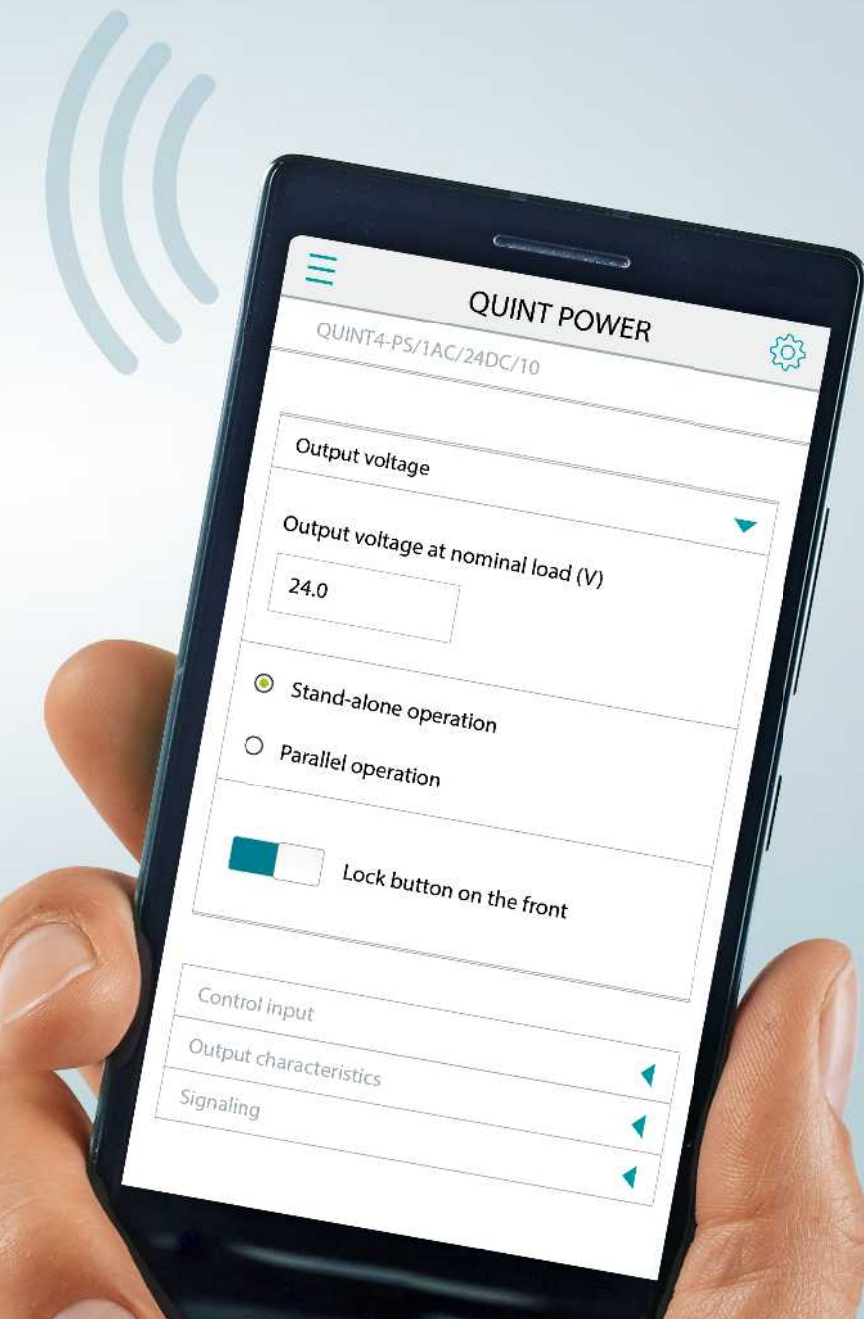 QUINT POWER
QUINT4-PS/1AC/24DC/10
Output voltage
Output voltage at nominal load (V)
24.0
Stand-alone operation
Parallel operation
Lock button on the front
Control input
Output characteristics
Signaling